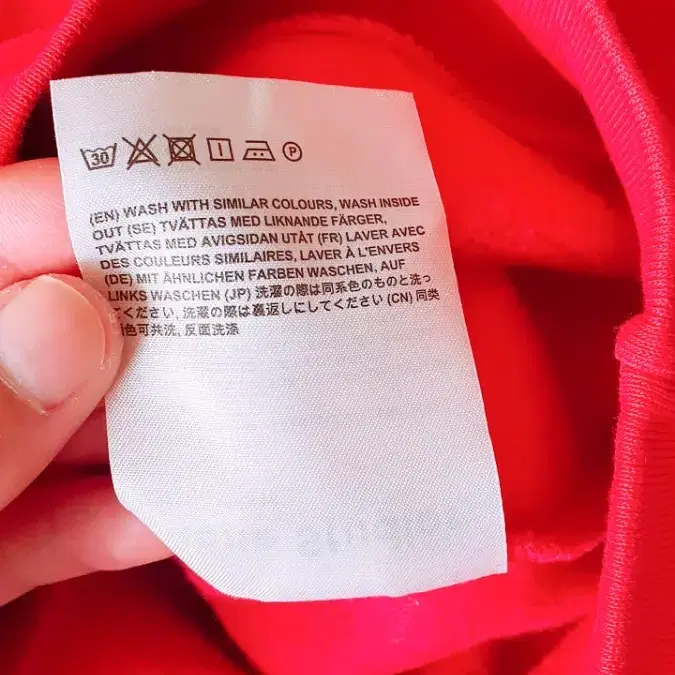 30 P
(EN) WASH WITH SIMILAR COLOURS, WASH INSIDE
OUT (SE) TVÄTTAS MED LIKNANDE FÄRGER,
TVÄTTAS MED AVIGSIDAN UTÅT (FR) LAVER AVEC
DES COULEURS SIMILAIRES, LAVER À L'ENVERS
(DE) MIT ÄHNLICHEN FARBEN WASCHEN, AUF
LINKS WASCHEN (JP) 洗濯の際は同系色のものと洗っ
てください, 洗濯の際は裏返しにしてください (CN) 同类
色可共洗, 反面洗涤